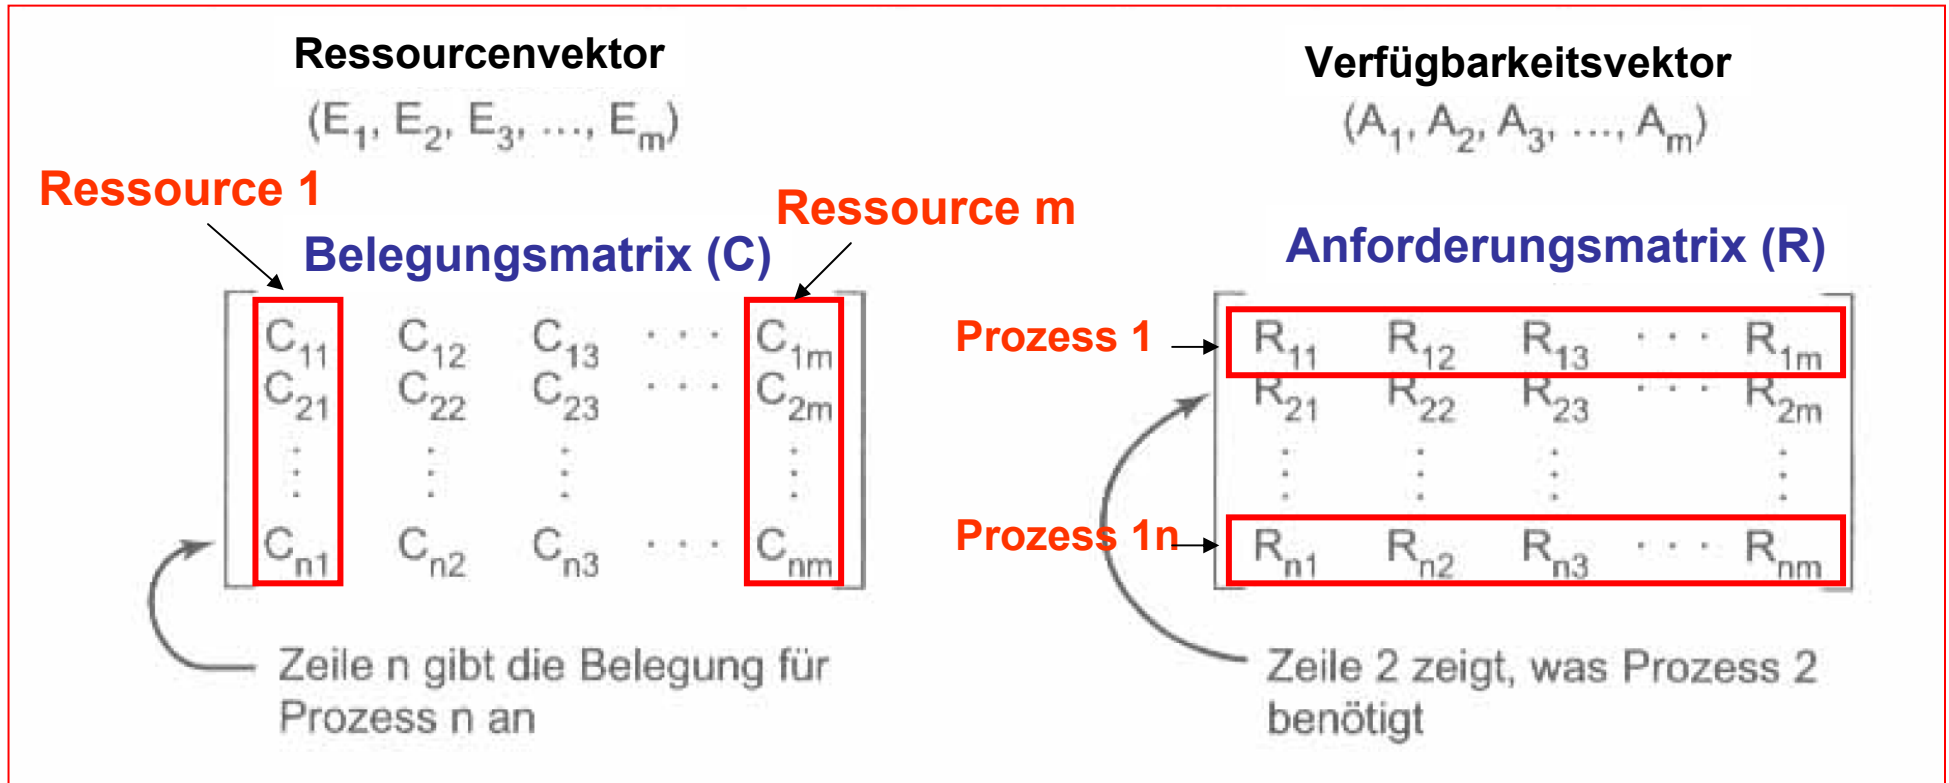 Ressourcenvektor
(E1, E2, E3, ..., Em)
Verfügbarkeitsvektor
(A1, A2, A3, ..., Am)
Ressource 1
Ressource m
Belegungsmatrix (C)
C11 C12 C13 · · · C1m
C21 C22 C23 · · · C2m
Cn1 Cn2 Cn3 · · · Cnm
Zeile n gibt die Belegung für
Prozess n an
Anforderungsmatrix (R)
Prozess 1
R11 R12 R13 · · · R1m
R21 R22 R23 · · · R2m
Prozess 1n
Rn1 Rn2 Rn3 · · · Rnm
Zeile 2 zeigt, was Prozess 2
benötigt